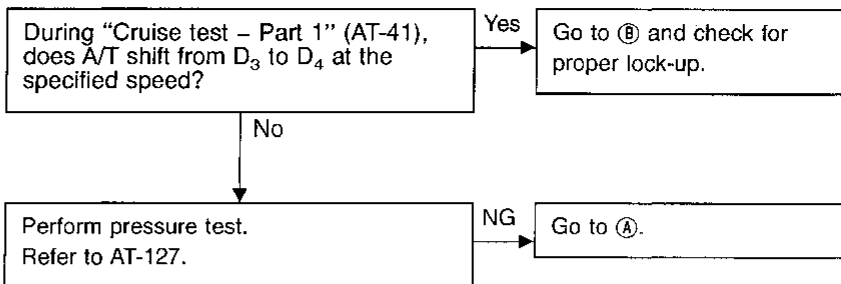 During “Cruise test – Part 1” (AT-41),
does A/T shift from D₃ to D₄ at the
specified speed?
Yes
Go to Ⓑ and check for
proper lock-up.
No
Perform pressure test.
Refer to AT-127.
NG
Go to Ⓐ.